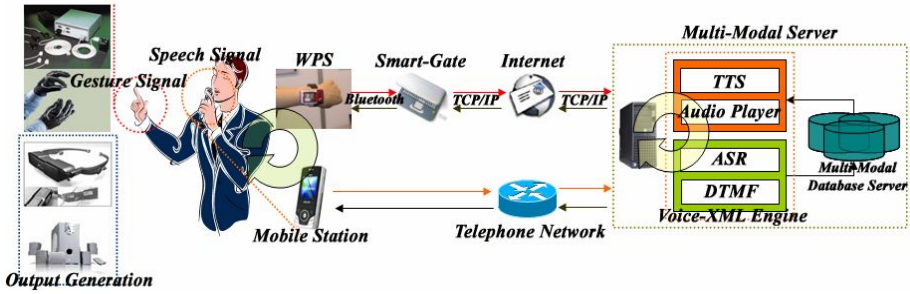 Multi-Modal Server
Speech Signal
WPS
Smart-Gate
Internet
Gesture Signal
Bluetooth
TCP/IP
TCP/IP
TTS
Audio Player
ASR
DTMF
Voice-XML Engine
Multi-Modal
Database Server
Mobile Station
Telephone Network
Output Generation